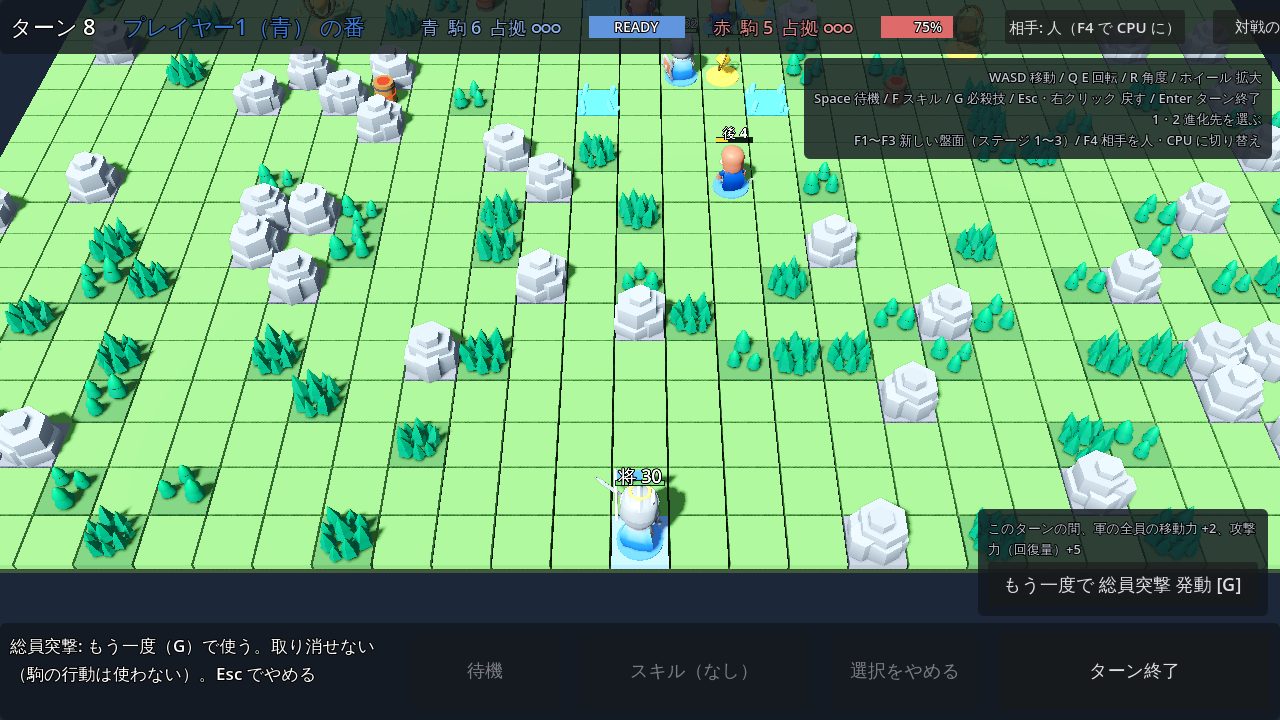 ターン 8
プレイヤー1（青） の番
青 駒 6 占拠 ○○○
READY
赤 駒 5 占拠 ○○○
75%
相手: 人（F4 で CPU に）
対戦の
WASD 移動 / Q E 回転 / R 角度 / ホイール 拡大
Space 待機 / F スキル / G 必殺技 / Esc・右クリック 戻す / Enter ターン終了
1・2 進化先を選ぶ
F1〜F3 新しい盤面（ステージ 1〜3）/ F4 相手を人・CPU に切り替え
後 4
将 30
このターンの間、軍の全員の移動力 +2、攻撃
力（回復量）+5
もう一度で 総員突撃 発動 [G]
総員突撃: もう一度（G）で使う。取り消せない
（駒の行動は使わない）。Esc でやめる
待機
スキル（なし）
選択をやめる
ターン終了